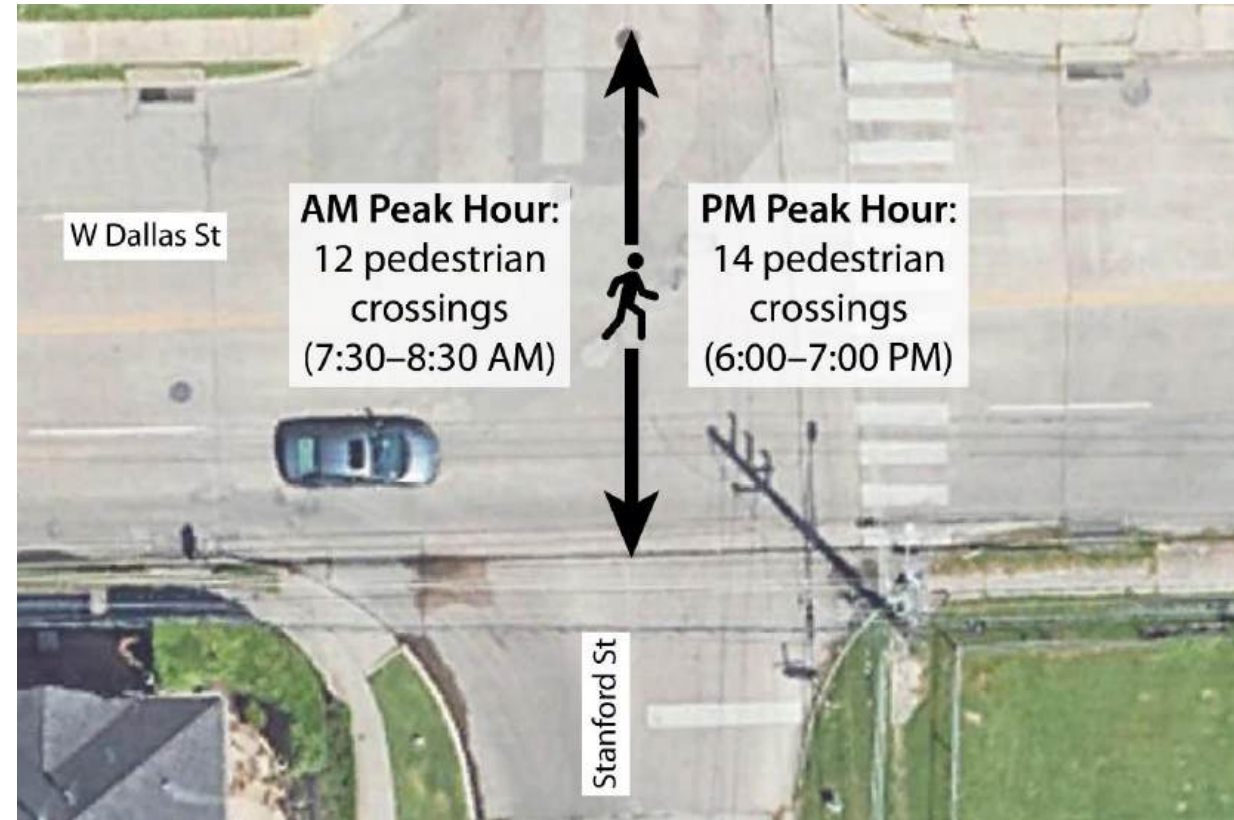 W Dallas St
AM Peak Hour:
12 pedestrian
crossings
(7:30–8:30 AM)
PM Peak Hour:
14 pedestrian
crossings
(6:00–7:00 PM)
Stanford St